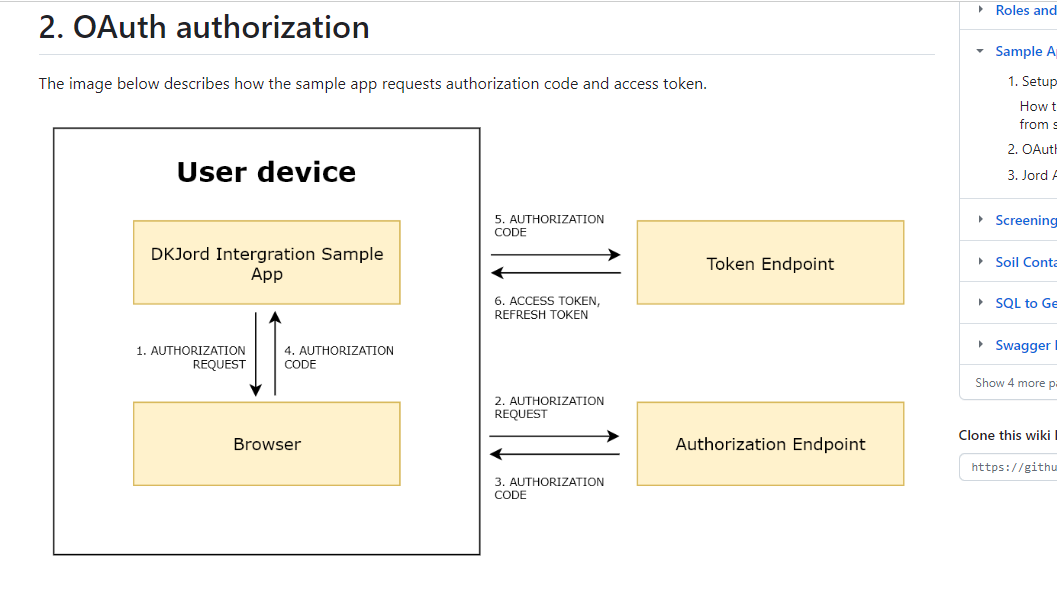 2. OAuth authorization
The image below describes how the sample app requests authorization code and access token.
User device
DKJord Intergration Sample
App
1. AUTHORIZATION
REQUEST
4. AUTHORIZATION
CODE
Browser
5. AUTHORIZATION
CODE
6. ACCESS TOKEN,
REFRESH TOKEN
Token Endpoint
2. AUTHORIZATION
REQUEST
3. AUTHORIZATION
CODE
Authorization Endpoint
Roles and
Sample
1. Setup
How
from
2.
3. Jord
Screening
Soil
SQL to
Swagger
Show 4 more
Clone this wiki
https://githu